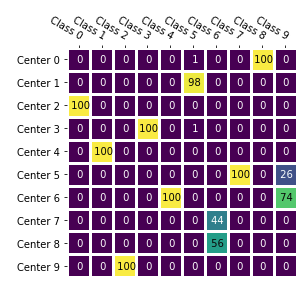 Class 0 Class 1 Class 2 Class 3 Class 4 Class 5 Class 6 Class 7 Class 8 Class 9
Center 0 0 0 0 0 0 1 0 0 100 0
Center 1 0 0 0 0 0 98 0 0 0 0
Center 2 100 0 0 0 0 0 0 0 0 0
Center 3 0 0 0 100 0 1 0 0 0 0
Center 4 0 100 0 0 0 0 0 0 0 0
Center 5 0 0 0 0 0 0 0 100 0 26
Center 6 0 0 0 0 100 0 0 0 0 74
Center 7 0 0 0 0 0 0 44 0 0 0
Center 8 0 0 0 0 0 0 56 0 0 0
Center 9 0 0 100 0 0 0 0 0 0 0